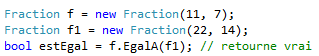 Fraction f = new Fraction(11, 7);
Fraction f1 = new Fraction(22, 14);
bool estEgal = f.EgalA(f1); // retourne vrai